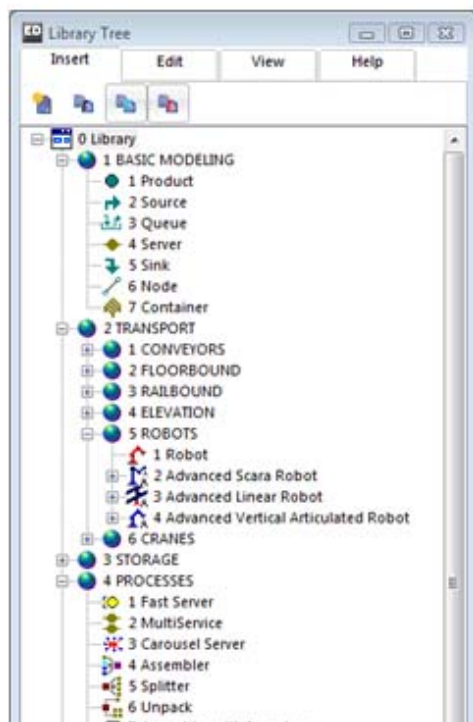 Library Tree
Insert Edit View Help
0 Library
1 BASIC MODELING
1 Product
2 Source
3 Queue
4 Server
5 Sink
6 Node
7 Container
2 TRANSPORT
1 CONVEYORS
2 FLOORBOUND
3 RAILBOUND
4 ELEVATION
5 ROBOTS
1 Robot
2 Advanced Scara Robot
3 Advanced Linear Robot
4 Advanced Vertical Articulated Robot
6 CRANES
3 STORAGE
4 PROCESSES
1 Fast Server
2 MultiService
3 Carousel Server
4 Assembler
5 Splitter
6 Unpack